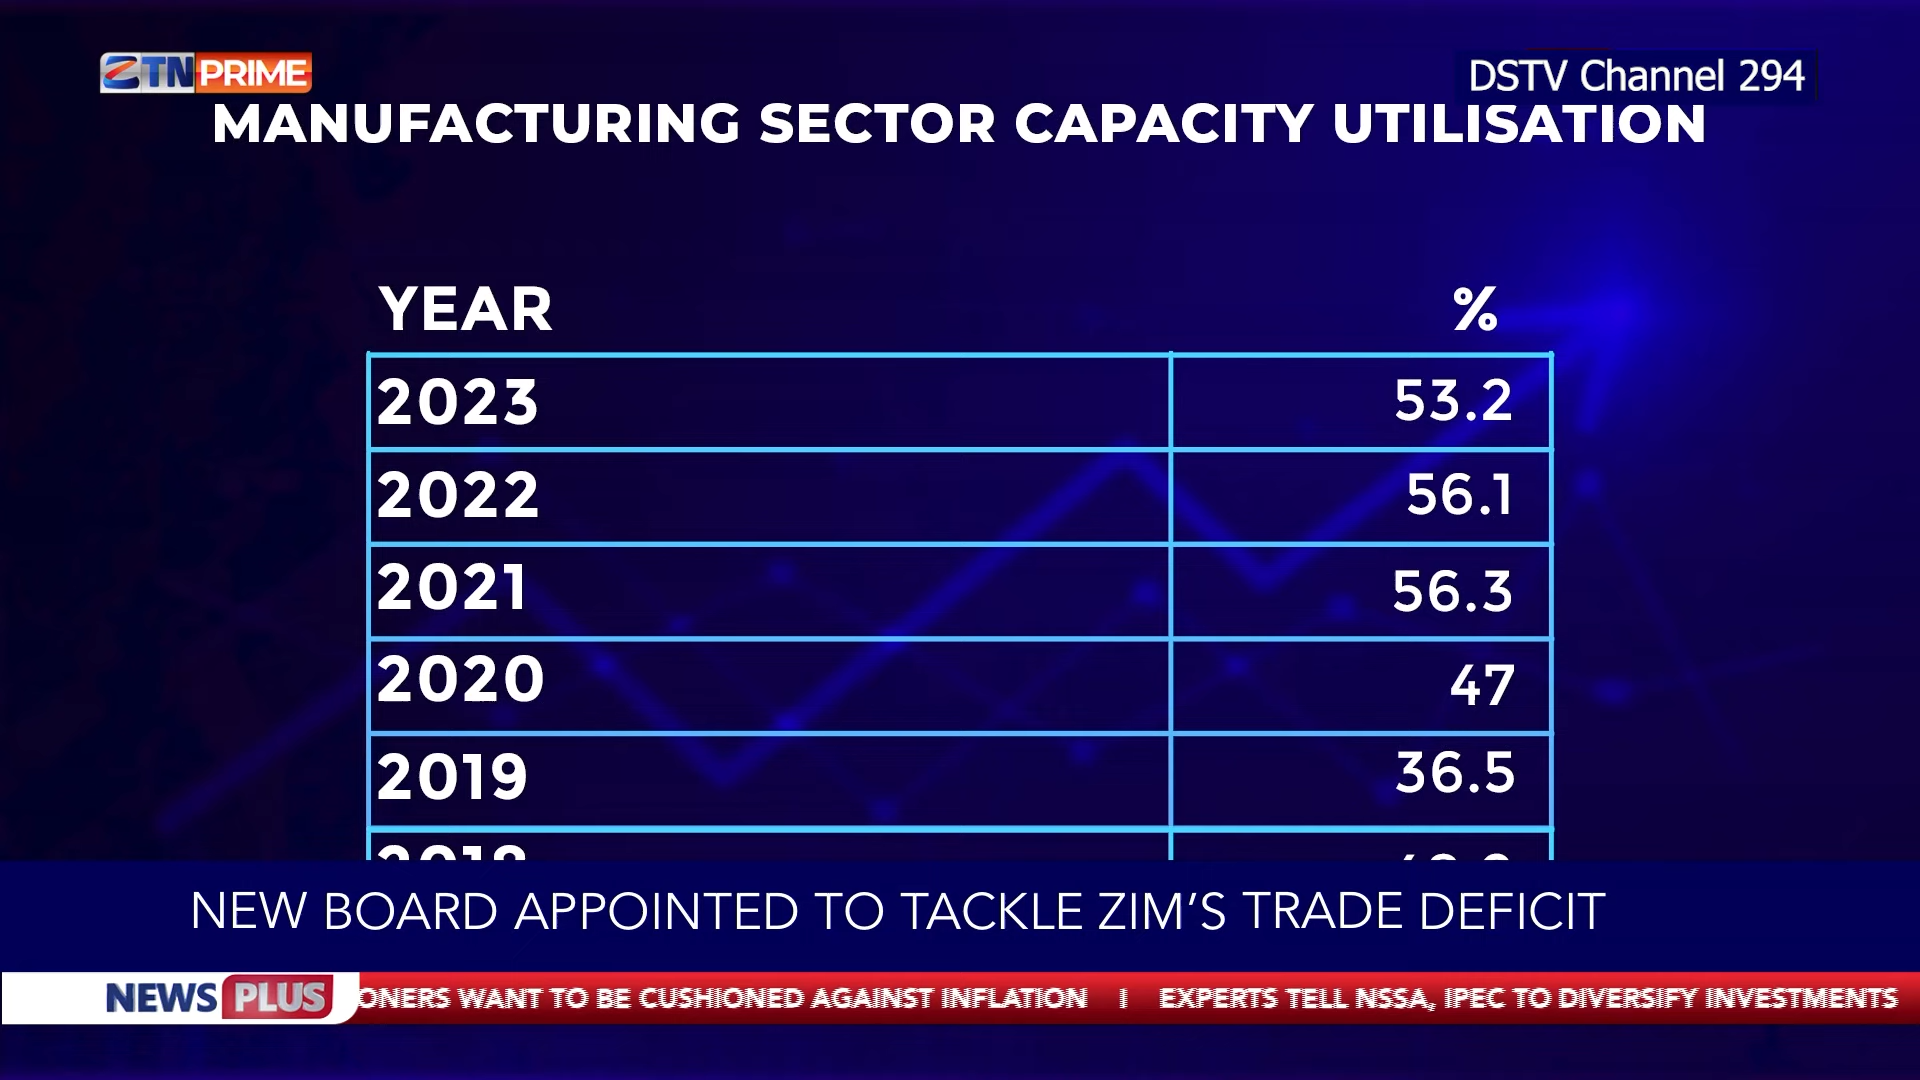 ZTN PRIME
DSTV Channel 294
MANUFACTURING SECTOR CAPACITY UTILISATION
YEAR %
2023 53.2
2022 56.1
2021 56.3
2020 47
2019 36.5
2018
NEW BOARD APPOINTED TO TACKLE ZIM'S TRADE DEFICIT
NEWS PLUS
ONERS WANT TO BE CUSHIONED AGAINST INFLATION | EXPERTS TELL NSSA, IPEC TO DIVERSIFY INVESTMENTS